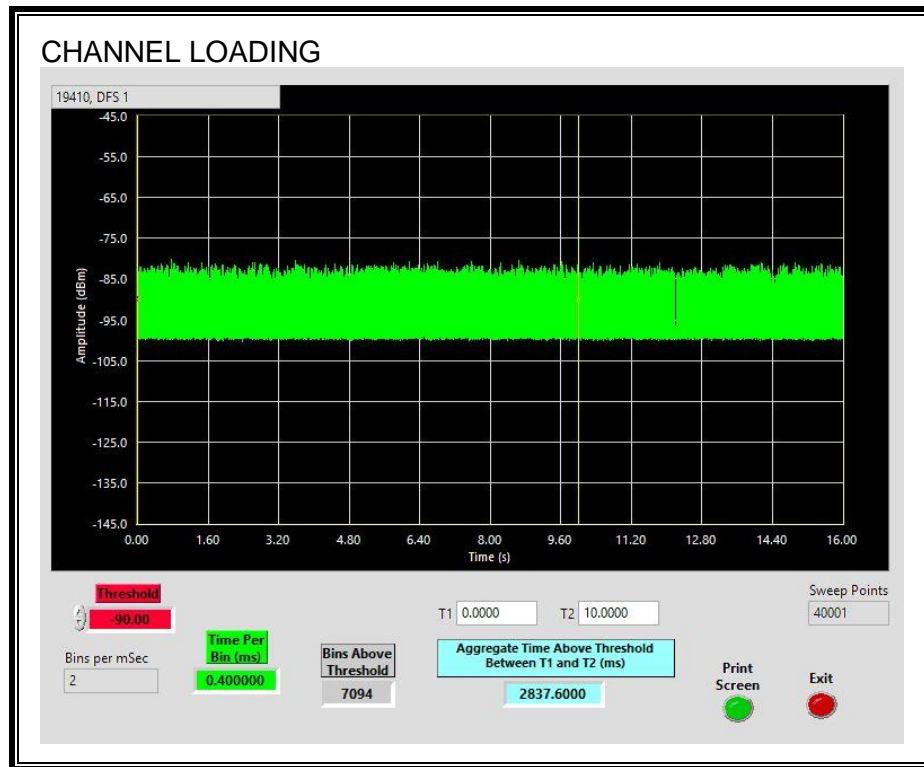 CHANNEL LOADING
19410, DFS 1
-45.0
-55.0
-65.0
-75.0
-85.0
-95.0
-105.0
-115.0
-125.0
-135.0
-145.0
Amplitude (dBm)
0.00 1.60 3.20 4.80 6.40 8.00 9.60 11.20 12.80 14.40 16.00
Time (s)
Threshold
-90.00
Bins per mSec
2
Time Per
Bin (ms)
0.400000
Bins Above
Threshold
7094
T1 0.0000 T2 10.0000
Aggregate Time Above Threshold
Between T1 and T2 (ms)
2837.6000
Sweep Points
40001
Print
Screen
Exit